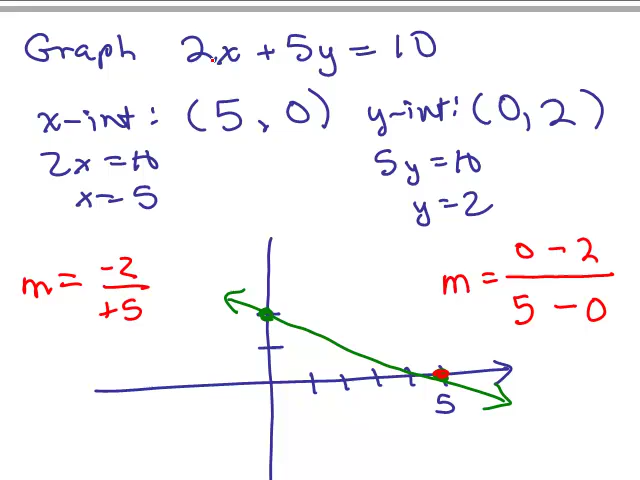 Graph 2x + 5y = 10
x-int: (5, 0) y-int: (0, 2)
2x = 10 5y = 10
x = 5 y = 2
m = -2/+5 m = 0 - 2/5 - 0
5